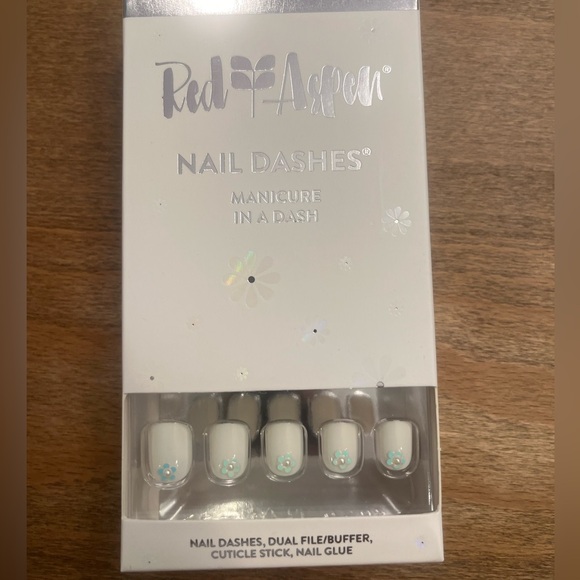 Red Aspen®
NAIL DASHES®
MANICURE
IN A DASH
NAIL DASHES, DUAL FILE/BUFFER,
CUTICLE STICK, NAIL GLUE